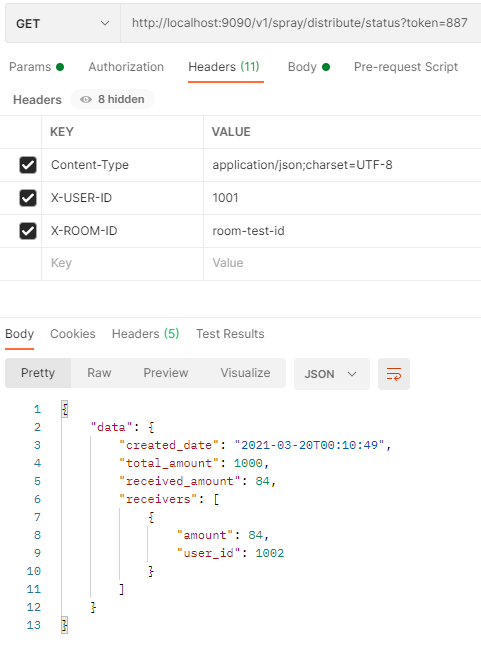 GET http://localhost:9090/v1/spray/distribute/status?token=887
Params Authorization Headers (11) Body Pre-request Script
Headers 8 hidden
KEY VALUE
Content-Type application/json;charset=UTF-8
X-USER-ID 1001
X-ROOM-ID room-test-id
Key Value
Body Cookies Headers (5) Test Results
Pretty Raw Preview Visualize JSON
1 {
2 "data": {
3 "created_date": "2021-03-20T00:10:49",
4 "total_amount": 1000,
5 "received_amount": 84,
6 "receivers": [
7 {
8 "amount": 84,
9 "user_id": 1002
10 }
11 ]
12 }
13 }